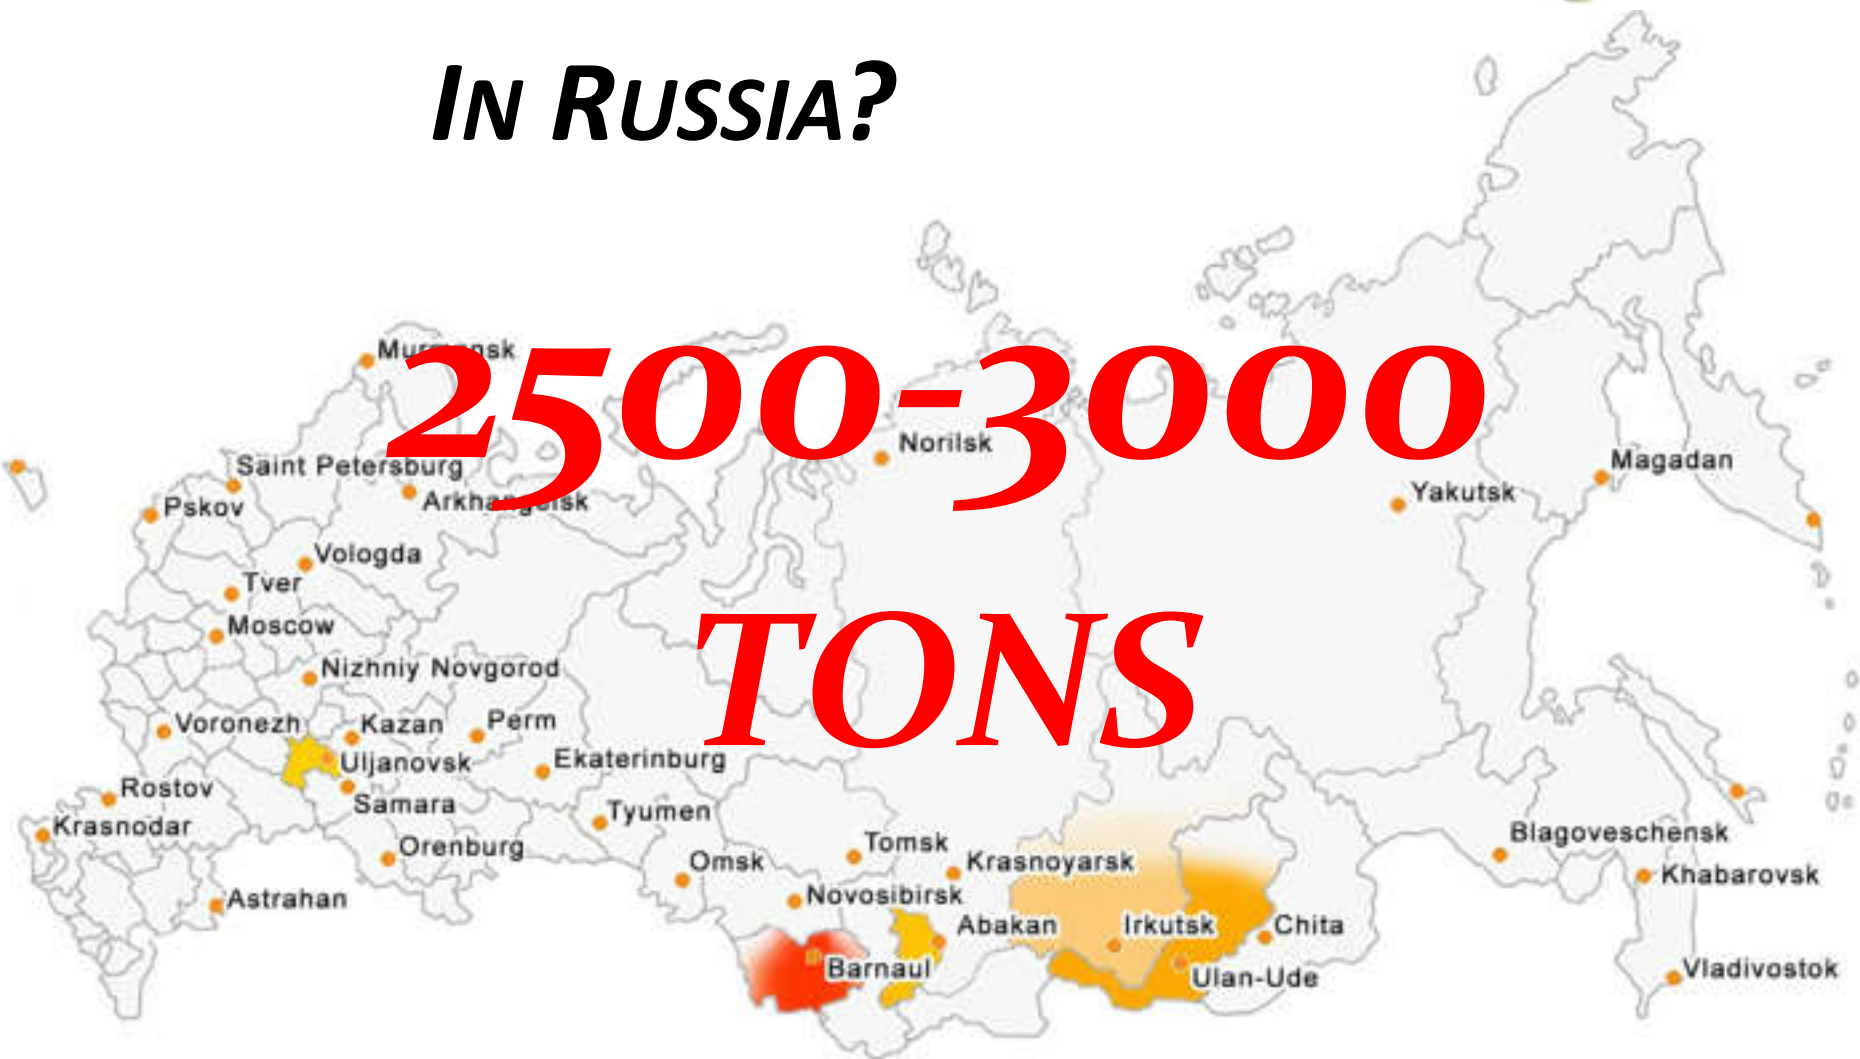 IN RUSSIA?
2500-3000
TONS
Murmansk
Norilsk
Saint Petersburg
Arkhangelsk
Pskov
Magadan
Yakutsk
Vologda
Tver
Moscow
Nizhniy Novgorod
Voronezh
Kazan
Perm
Uljanovsk
Ekaterinburg
Rostov
Samara
Tyumen
Krasnodar
Orenburg
Omsk
Tomsk
Krasnoyarsk
Blagoveschensk
Khabarovsk
Astrahan
Novosibirsk
Abakan
Irkutsk
Chita
Barnaul
Ulan-Ude
Vladivostok